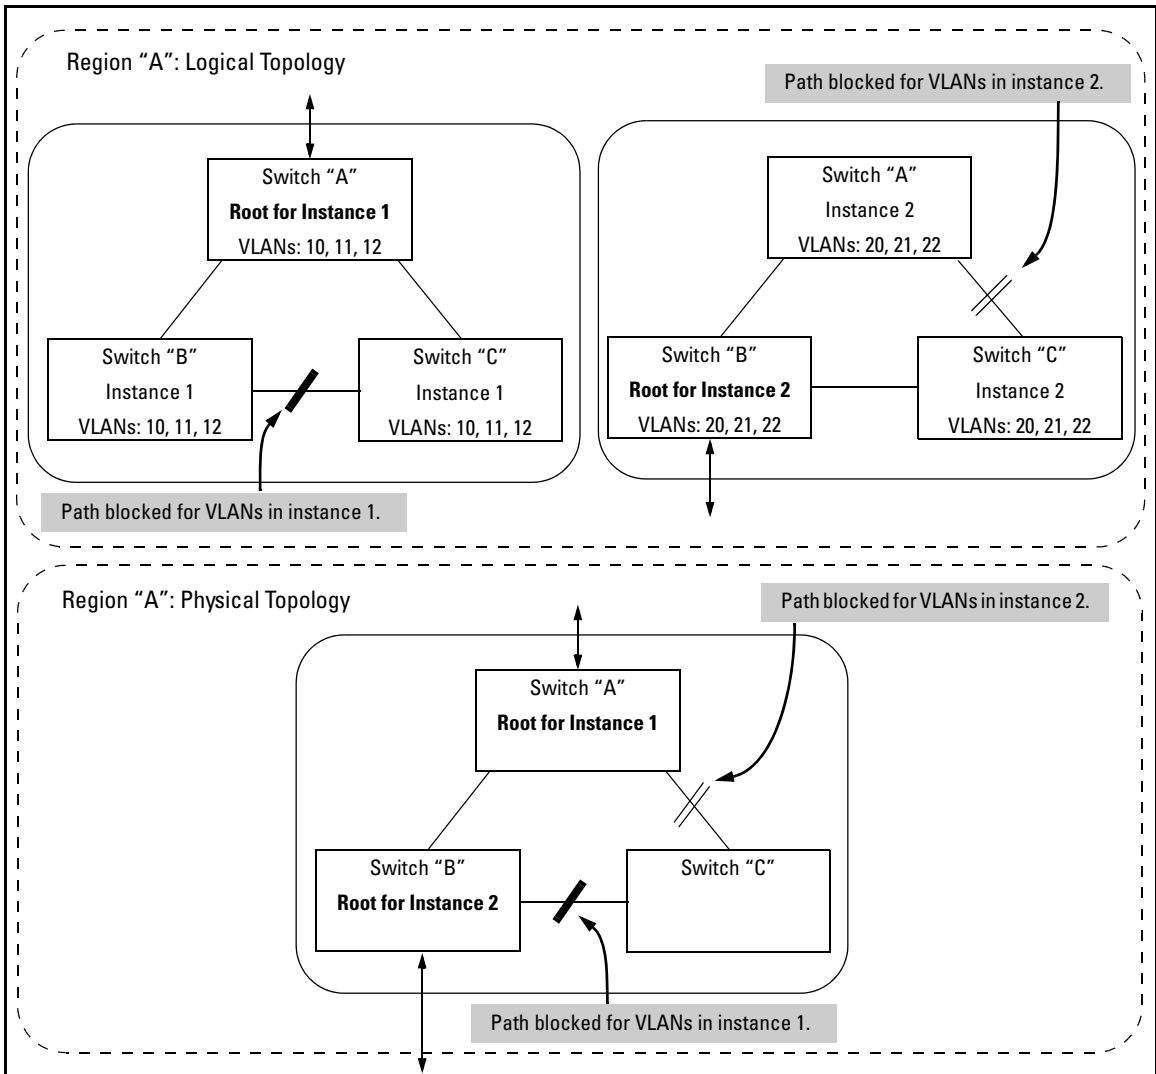 Region “A”: Logical Topology
Path blocked for VLANs in instance 2.
Switch “A”
Root for Instance 1
VLANs: 10, 11, 12
Switch “B”
Instance 1
VLANs: 10, 11, 12
Switch “C”
Instance 1
VLANs: 10, 11, 12
Path blocked for VLANs in instance 1.
Switch “A”
Instance 2
VLANs: 20, 21, 22
Switch “B”
Root for Instance 2
VLANs: 20, 21, 22
Switch “C”
Instance 2
VLANs: 20, 21, 22
Region “A”: Physical Topology
Path blocked for VLANs in instance 2.
Switch “A”
Root for Instance 1
Switch “B”
Root for Instance 2
Switch “C”
Path blocked for VLANs in instance 1.